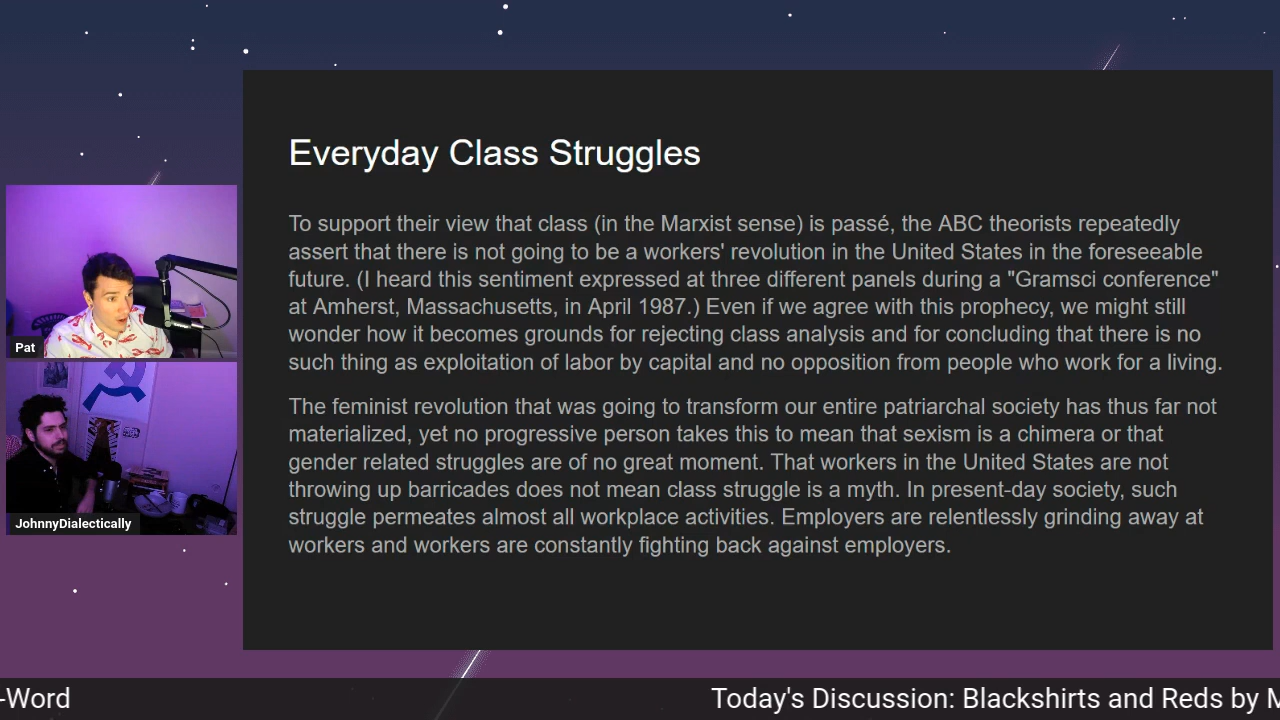 Everyday Class Struggles
To support their view that class (in the Marxist sense) is passé, the ABC theorists repeatedly
assert that there is not going to be a workers' revolution in the United States in the foreseeable
future. (I heard this sentiment expressed at three different panels during a "Gramsci conference"
at Amherst, Massachusetts, in April 1987.) Even if we agree with this prophecy, we might still
wonder how it becomes grounds for rejecting class analysis and for concluding that there is no
such thing as exploitation of labor by capital and no opposition from people who work for a living.
The feminist revolution that was going to transform our entire patriarchal society has thus far not
materialized, yet no progressive person takes this to mean that sexism is a chimera or that
gender related struggles are of no great moment. That workers in the United States are not
throwing up barricades does not mean class struggle is a myth. In present-day society, such
struggle permeates almost all workplace activities. Employers are relentlessly grinding away at
workers and workers are constantly fighting back against employers.
Pat
JohnnyDialectically
-Word
Today's Discussion: Blackshirts and Reds by M